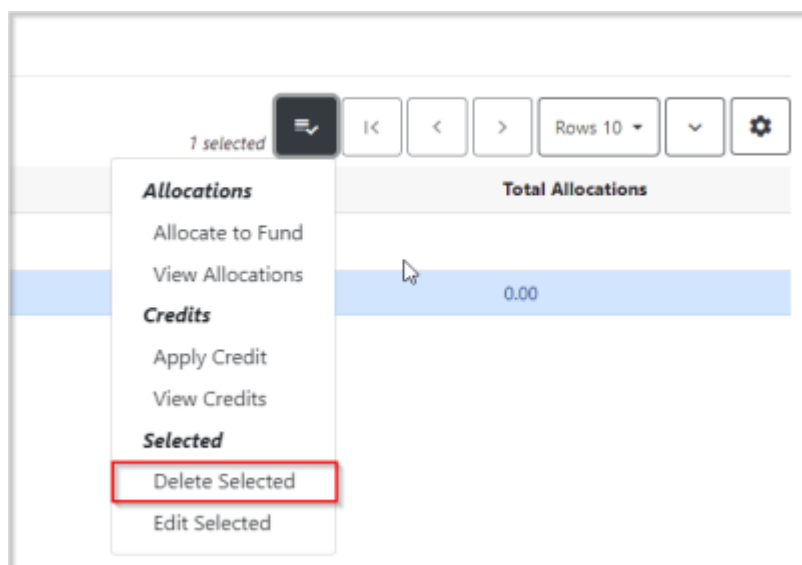 1 selected
Rows 10
Allocations
Total Allocations
Allocate to Fund
View Allocations
0.00
Credits
Apply Credit
View Credits
Selected
Delete Selected
Edit Selected